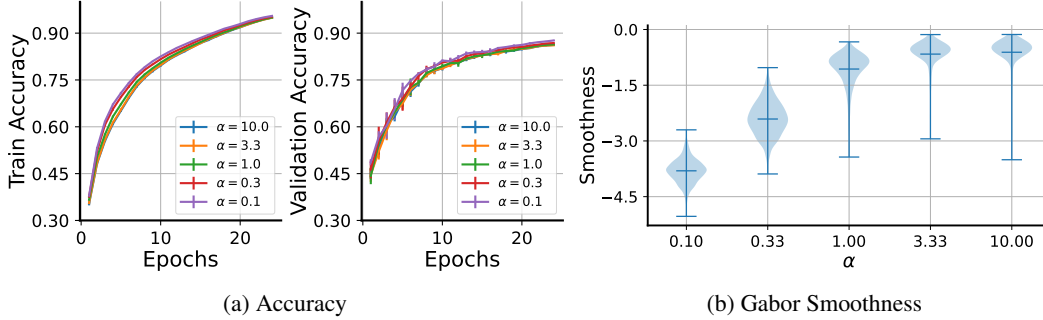 Train Accuracy
0.90
0.75
0.60
0.45
0.30
α = 10.0
α = 3.3
α = 1.0
α = 0.3
α = 0.1
0
10
20
Epochs
Validation Accuracy
0.90
0.75
0.60
0.45
0.30
α = 10.0
α = 3.3
α = 1.0
α = 0.3
α = 0.1
0
10
20
Epochs
(a) Accuracy
Smoothness
0.0
−1.5
−3.0
−4.5
0.10
0.33
1.00
3.33
10.00
α
(b) Gabor Smoothness